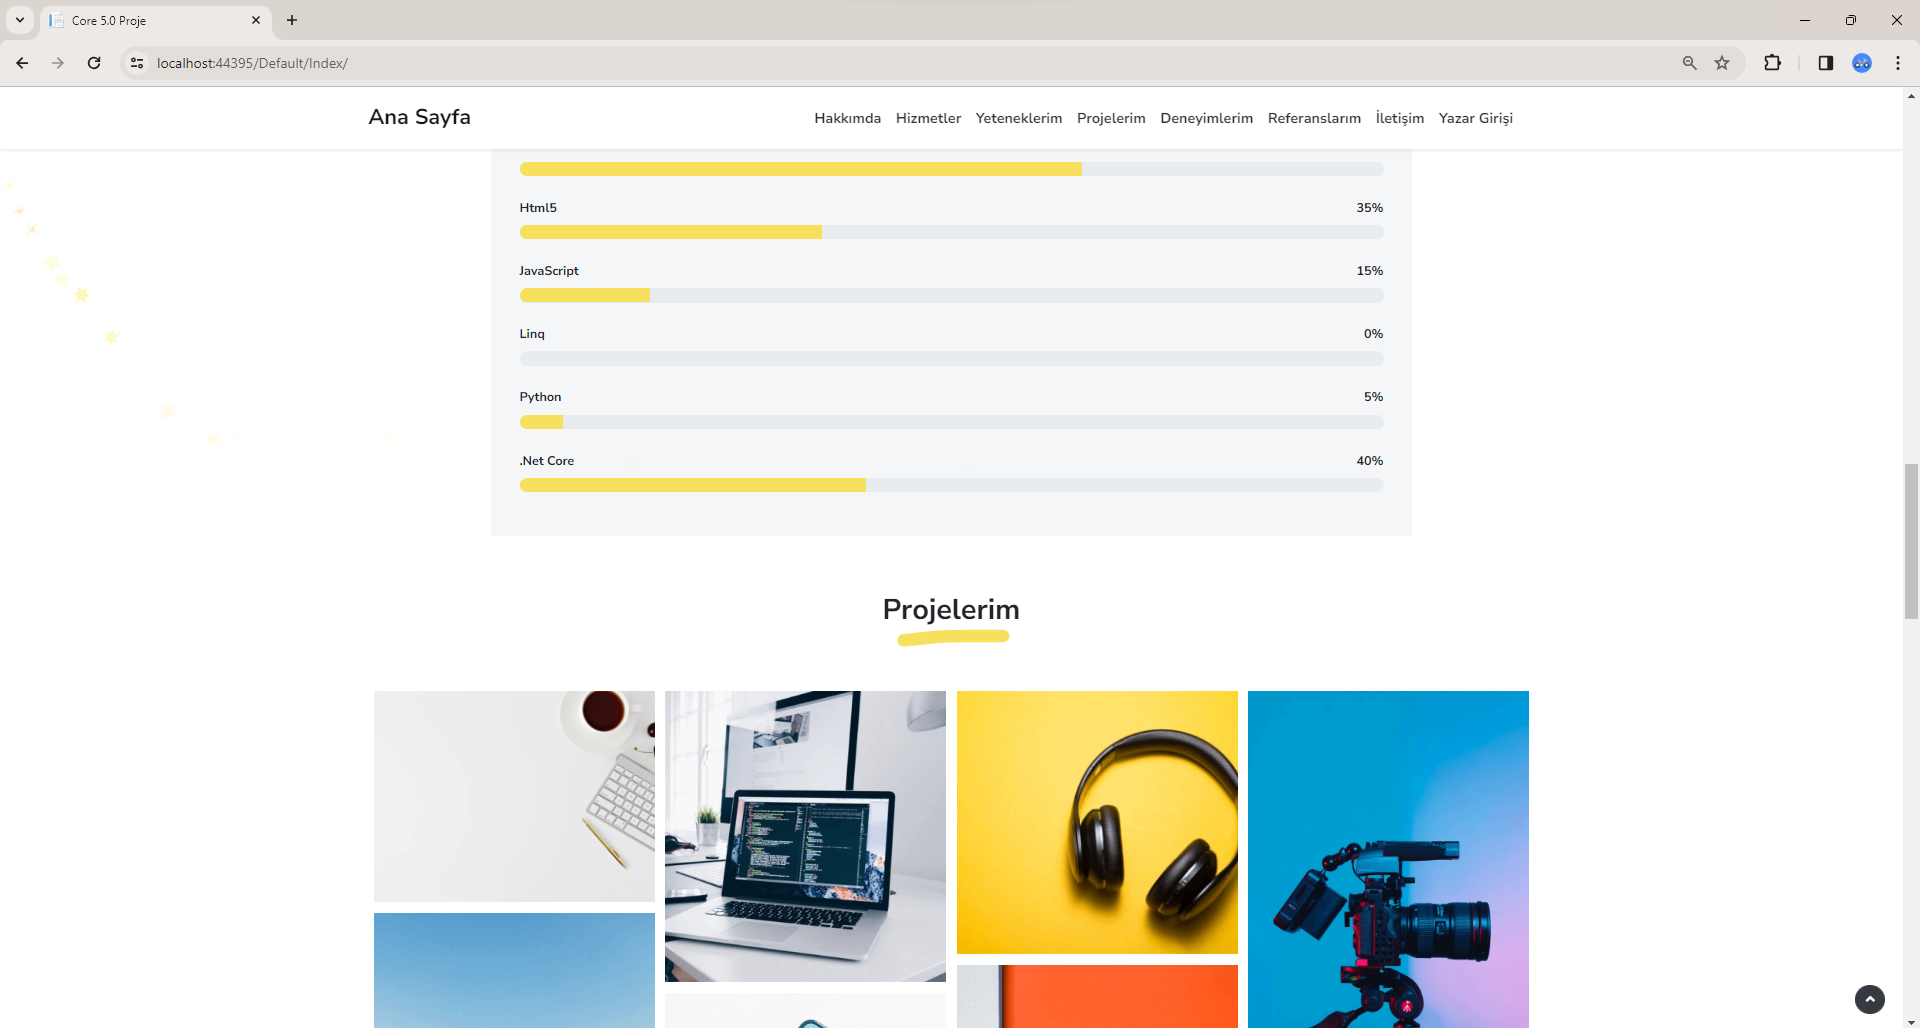 Core 5.0 Proje
localhost:44395/Default/Index/
Ana Sayfa
Hakkımda Hizmetler Yeteneklerim Projelerim Deneyimlerim Referanslarım İletişim Yazar Girişi
Html5 35%
JavaScript 15%
Linq 0%
Python 5%
.Net Core 40%
Projelerim